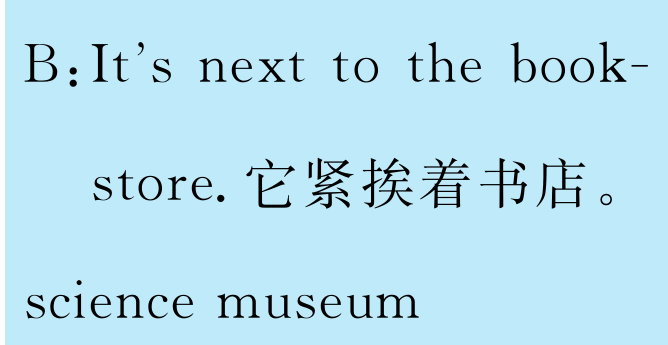 B:It's next to the book-
store. 它紧挨着书店。
science museum